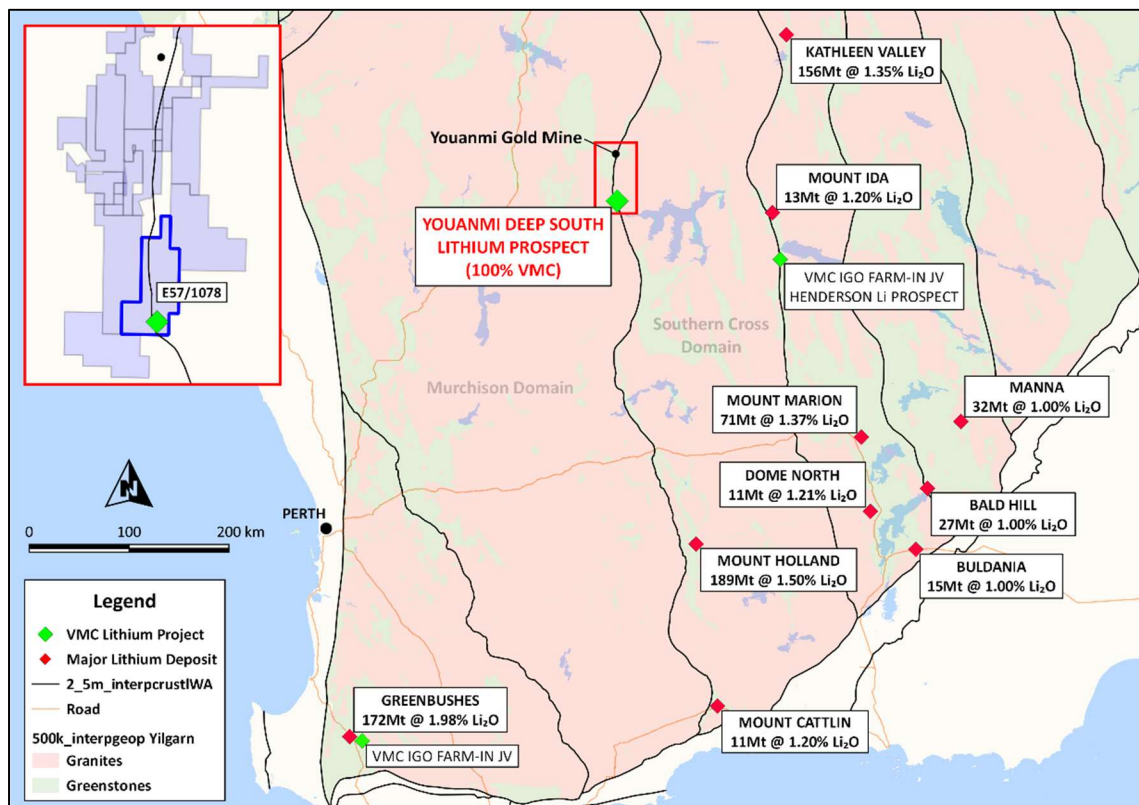 E57/1078
KATHLEEN VALLEY
156Mt @ 1.35% Li₂O
Youanmi Gold Mine
MOUNT IDA
13Mt @ 1.20% Li₂O
YOUANMI DEEP SOUTH
LITHIUM PROSPECT
(100% VMC)
VMC IGO FARM-IN JV
HENDERSON Li PROSPECT
Southern Cross
Domain
Murchison Domain
MOUNT MARION
71Mt @ 1.37% Li₂O
MANNA
32Mt @ 1.00% Li₂O
DOME NORTH
11Mt @ 1.21% Li₂O
BALD HILL
27Mt @ 1.00% Li₂O
N
PERTH
0 100 200 km
MOUNT HOLLAND
189Mt @ 1.50% Li₂O
BULDANIA
15Mt @ 1.00% Li₂O
Legend
VMC Lithium Project
Major Lithium Deposit
2_5m_interpcrustlWA
Road
500k_interpgeop Yilgarn
Granites
Greenstones
GREENBUSHES
172Mt @ 1.98% Li₂O
VMC IGO FARM-IN JV
MOUNT CATTLIN
11Mt @ 1.20% Li₂O